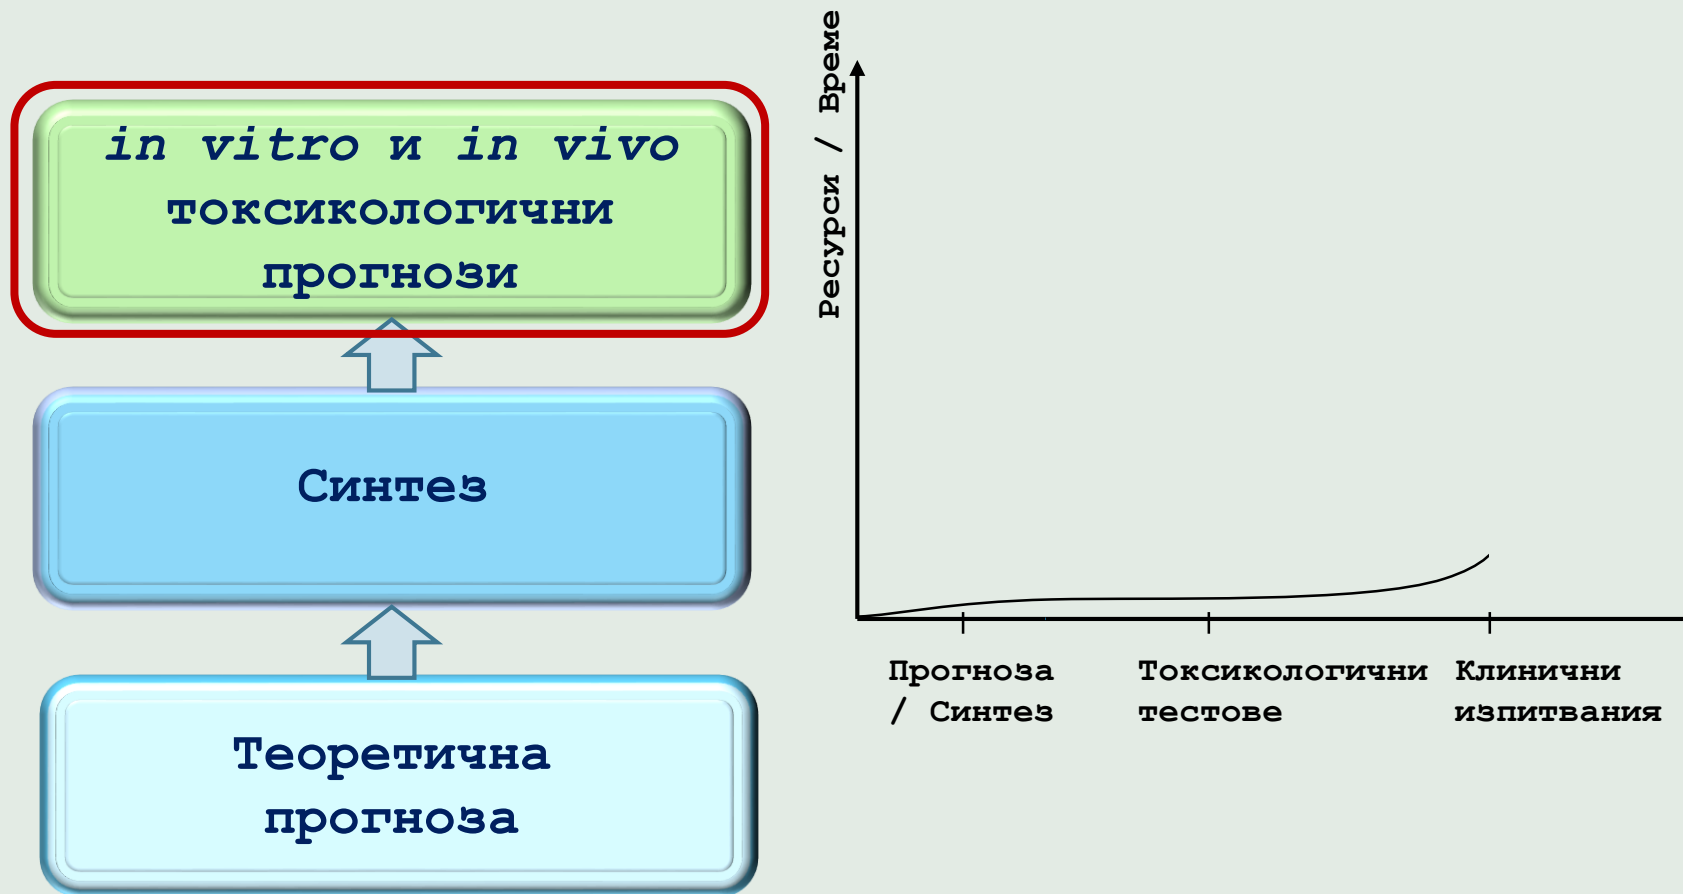 in vitro и in vivo
токсикологични
прогнози
Синтез
Теоретична
прогноза
Ресурси / Време
Прогноза
/ Синтез
Токсикологични
тестове
Клинични
изпитвания